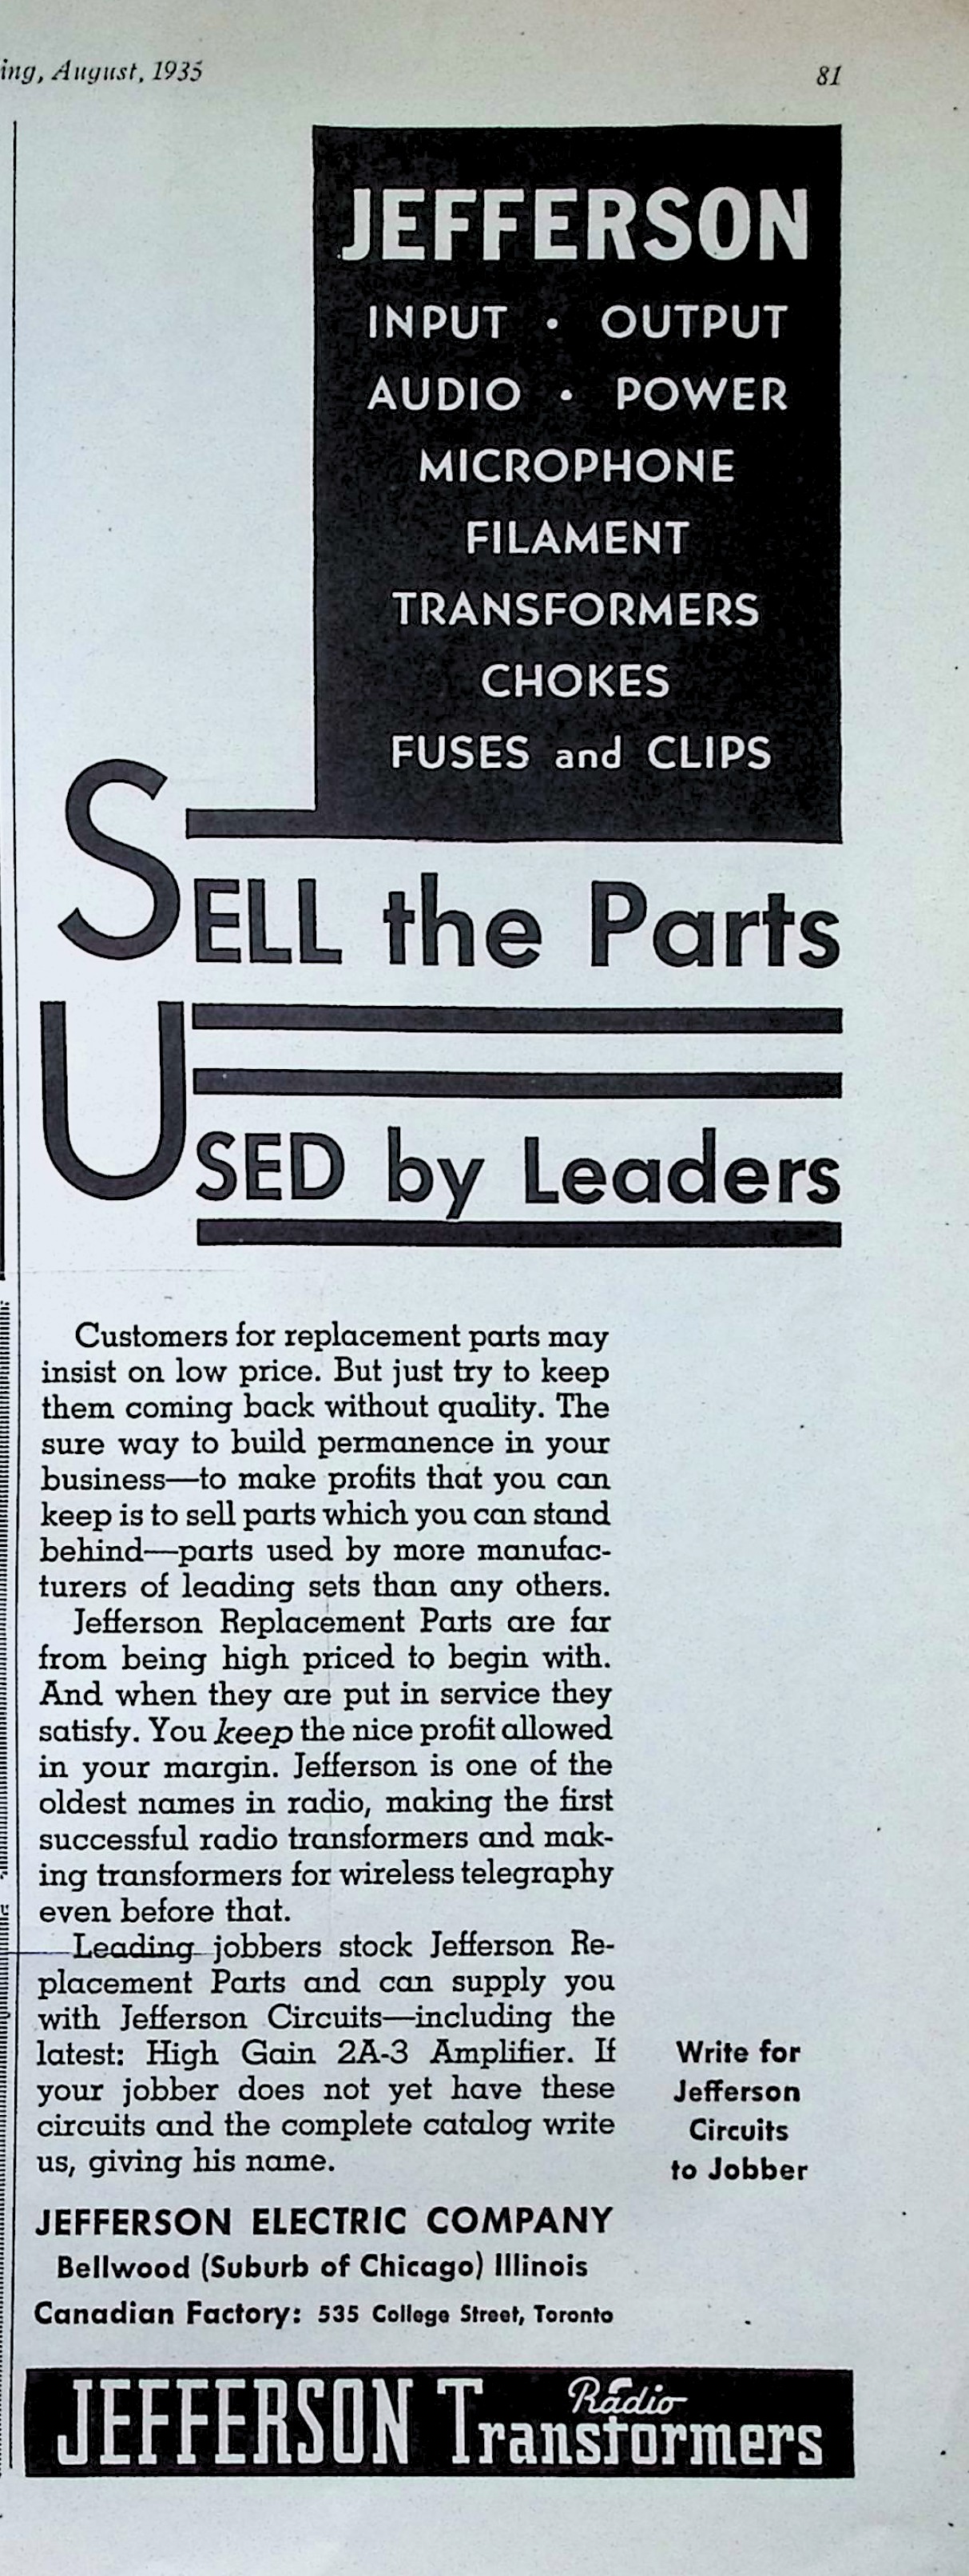 ing, August, 1935 81
JEFFERSON
INPUT • OUTPUT
AUDIO • POWER
MICROPHONE
FILAMENT
TRANSFORMERS
CHOKES
FUSES and CLIPS
SELL the Parts
USED by Leaders
Customers for replacement parts may
insist on low price. But just try to keep
them coming back without quality. The
sure way to build permanence in your
business—to make profits that you can
keep is to sell parts which you can stand
behind—parts used by more manufac-
turers of leading sets than any others.
Jefferson Replacement Parts are far
from being high priced to begin with.
And when they are put in service they
satisfy. You keep the nice profit allowed
in your margin. Jefferson is one of the
oldest names in radio, making the first
successful radio transformers and mak-
ing transformers for wireless telegraphy
even before that.
Leading jobbers stock Jefferson Re-
placement Parts and can supply you
with Jefferson Circuits—including the
latest: High Gain 2A-3 Amplifier. If
your jobber does not yet have these
circuits and the complete catalog write
us, giving his name.
Write for
Jefferson
Circuits
to Jobber
JEFFERSON ELECTRIC COMPANY
Bellwood (Suburb of Chicago) Illinois
Canadian Factory: 535 College Street, Toronto
JEFFERSON Radio Transformers